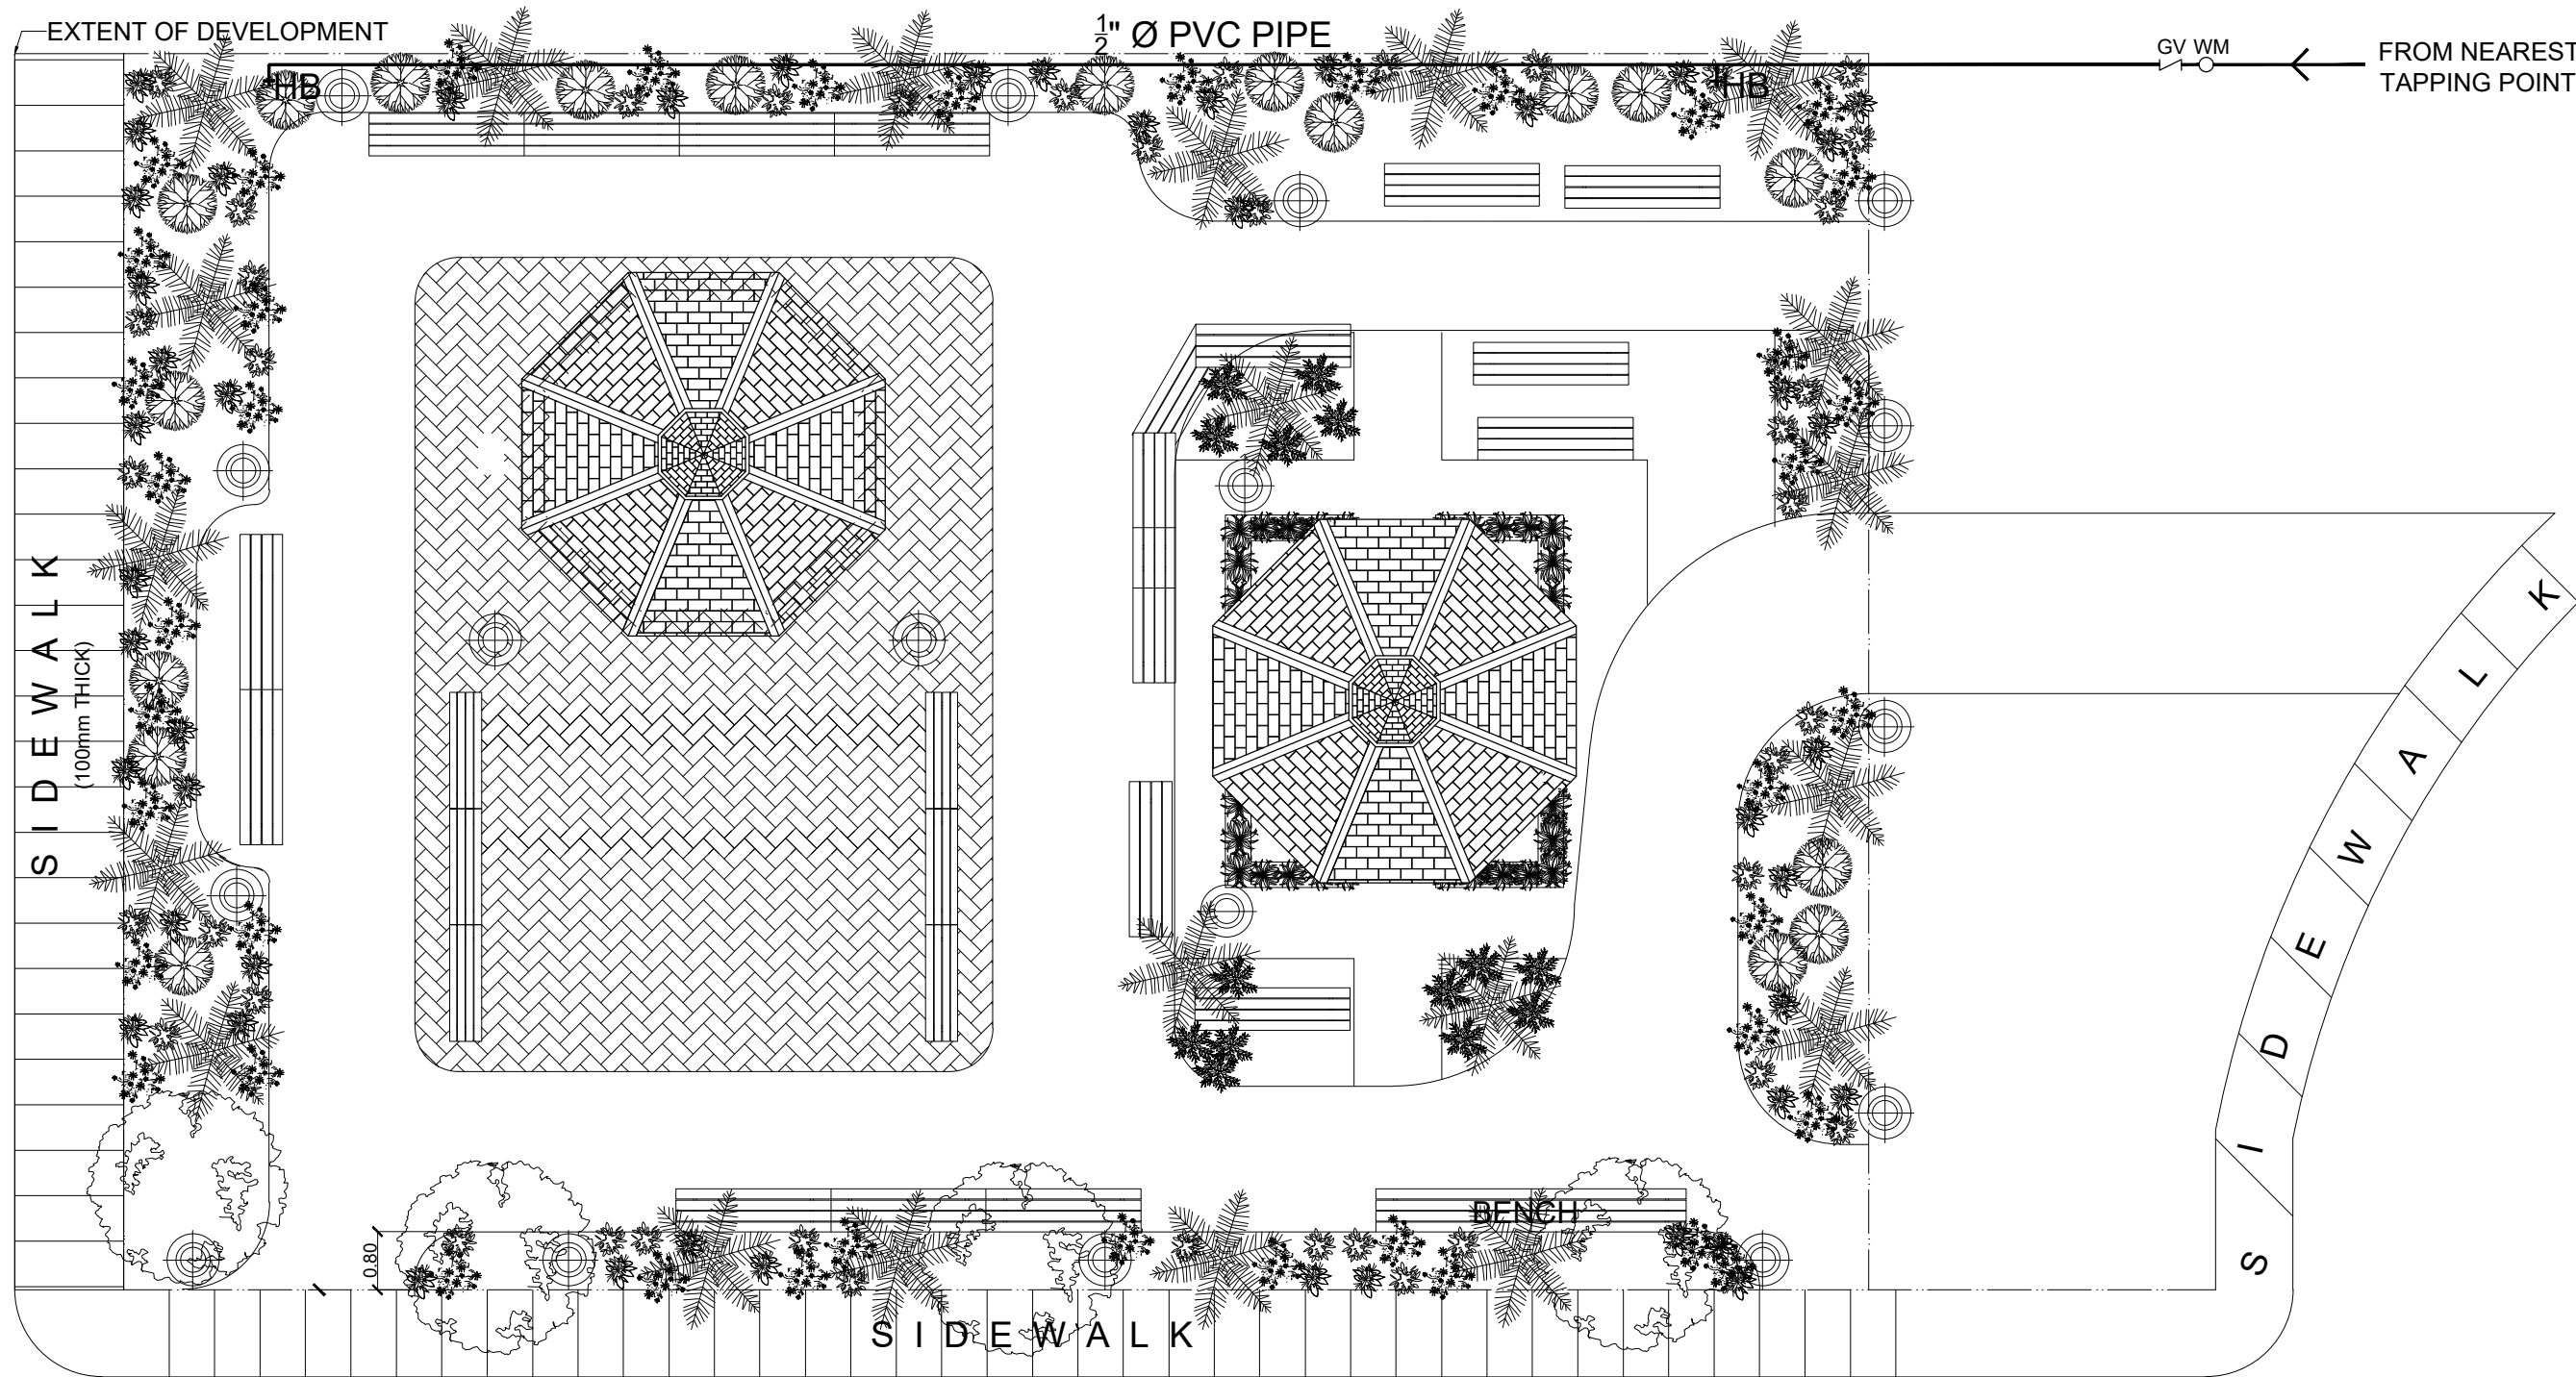 EXTENT OF DEVELOPMENT
1/2" Ø PVC PIPE
GV WM
FROM NEAREST
TAPPING POINT
HB
HB
SIDEWALK
(100mm THICK)
SIDEWALK
BENCH
0.80
SIDEWALK